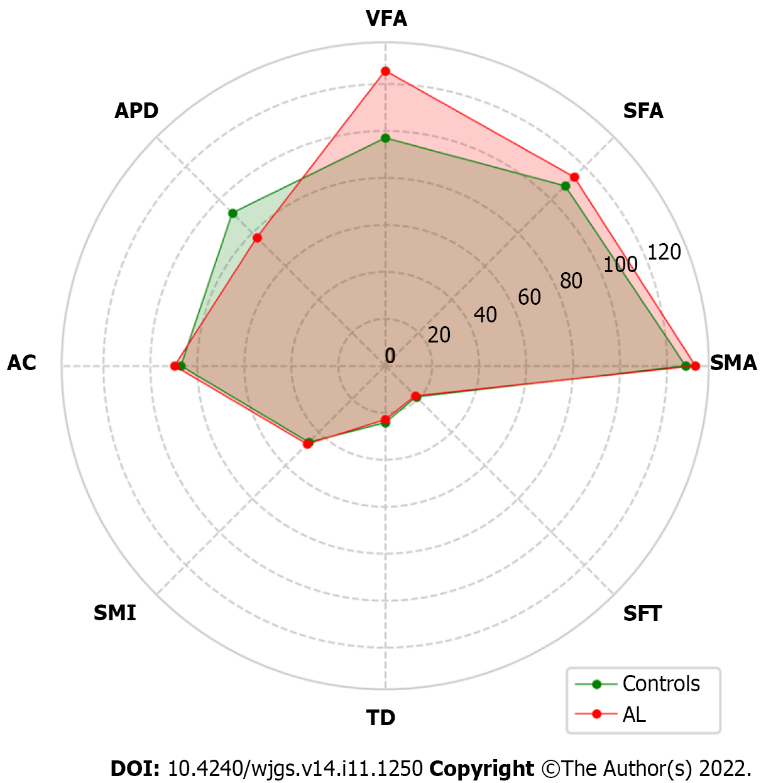 VFA
APD
SFA
120
100
80
60
40
20
0
AC
SMA
SMI
SFT
TD
Controls
AL
DOI: 10.4240/wjgs.v14.i11.1250 Copyright ©The Author(s) 2022.